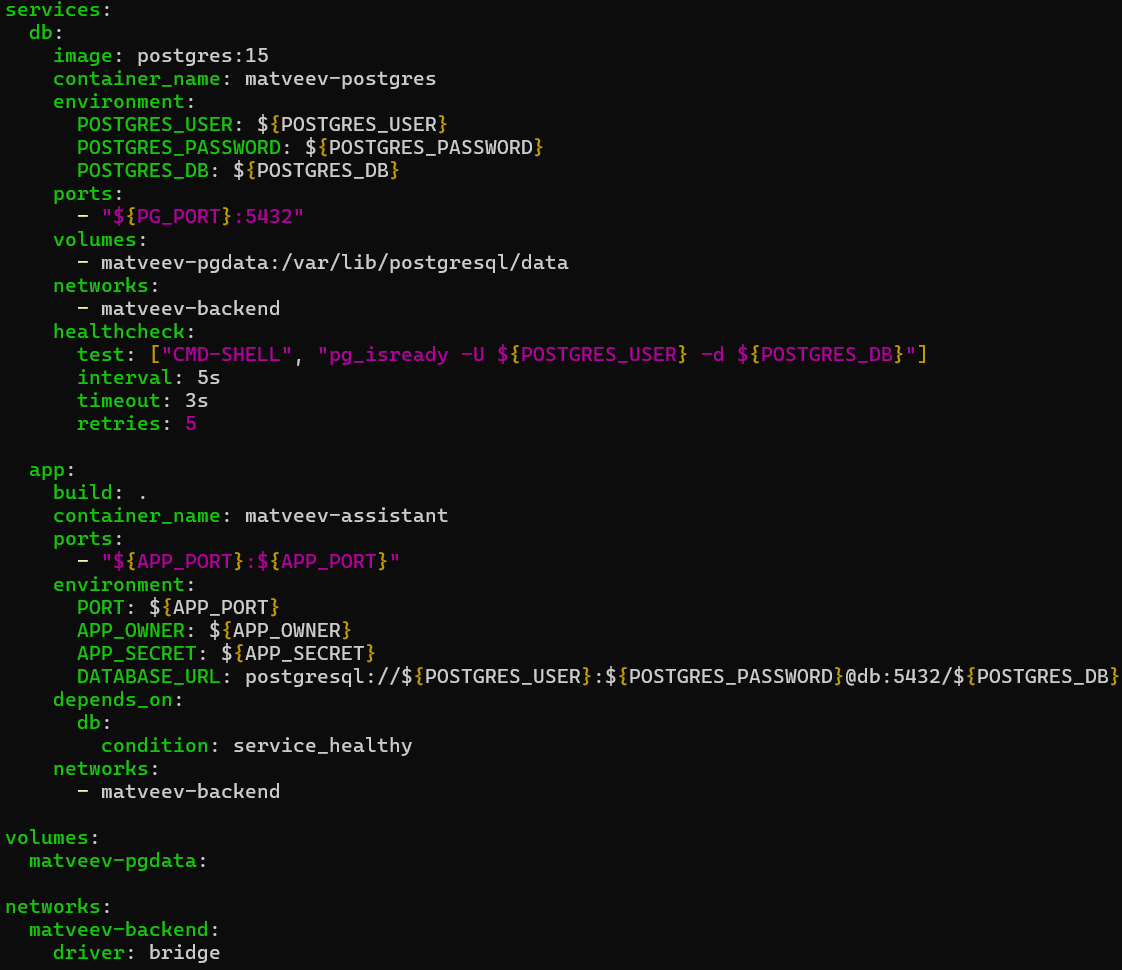 services:
  db:
    image: postgres:15
    container_name: matveev-postgres
    environment:
      POSTGRES_USER: ${POSTGRES_USER}
      POSTGRES_PASSWORD: ${POSTGRES_PASSWORD}
      POSTGRES_DB: ${POSTGRES_DB}
    ports:
      - "${PG_PORT}:5432"
    volumes:
      - matveev-pgdata:/var/lib/postgresql/data
    networks:
      - matveev-backend
    healthcheck:
      test: ["CMD-SHELL", "pg_isready -U ${POSTGRES_USER} -d ${POSTGRES_DB}"]
      interval: 5s
      timeout: 3s
      retries: 5

  app:
    build: .
    container_name: matveev-assistant
    ports:
      - "${APP_PORT}:${APP_PORT}"
    environment:
      PORT: ${APP_PORT}
      APP_OWNER: ${APP_OWNER}
      APP_SECRET: ${APP_SECRET}
      DATABASE_URL: postgresql://${POSTGRES_USER}:${POSTGRES_PASSWORD}@db:5432/${POSTGRES_DB}
    depends_on:
      db:
        condition: service_healthy
    networks:
      - matveev-backend

volumes:
  matveev-pgdata:

networks:
  matveev-backend:
    driver: bridge